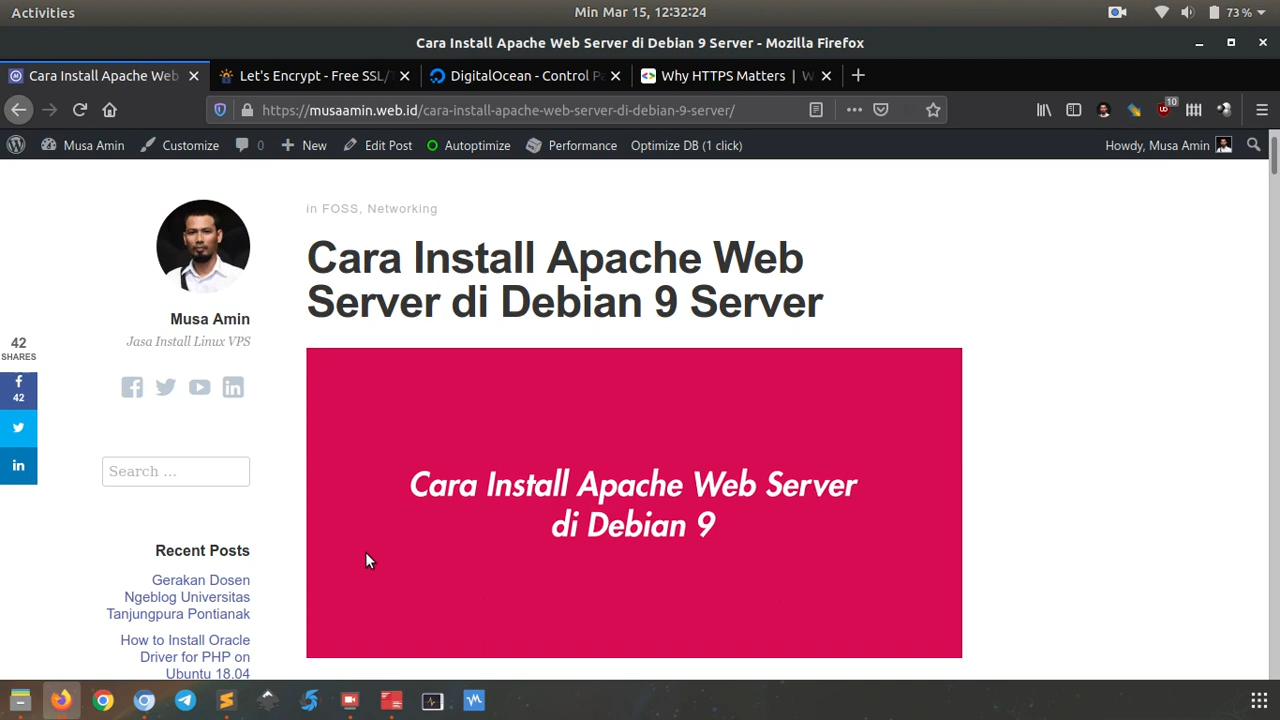 Activities
Min Mar 15, 12:32:24
73 %
Cara Install Apache Web Server di Debian 9 Server - Mozilla Firefox
Cara Install Apache Web
Let's Encrypt - Free SSL/
DigitalOcean - Control Pa
Why HTTPS Matters | W
https://musaamin.web.id/cara-install-apache-web-server-di-debian-9-server/
10
Musa Amin
Customize
0
New
Edit Post
Autoptimize
Performance
Optimize DB (1 click)
Howdy, Musa Amin
in FOSS, Networking
Cara Install Apache Web
Server di Debian 9 Server
Musa Amin
Jasa Install Linux VPS
42
SHARES
42
Search ...
Cara Install Apache Web Server
di Debian 9
Recent Posts
Gerakan Dosen
Ngeblog Universitas
Tanjungpura Pontianak
How to Install Oracle
Driver for PHP on
Ubuntu 18.04